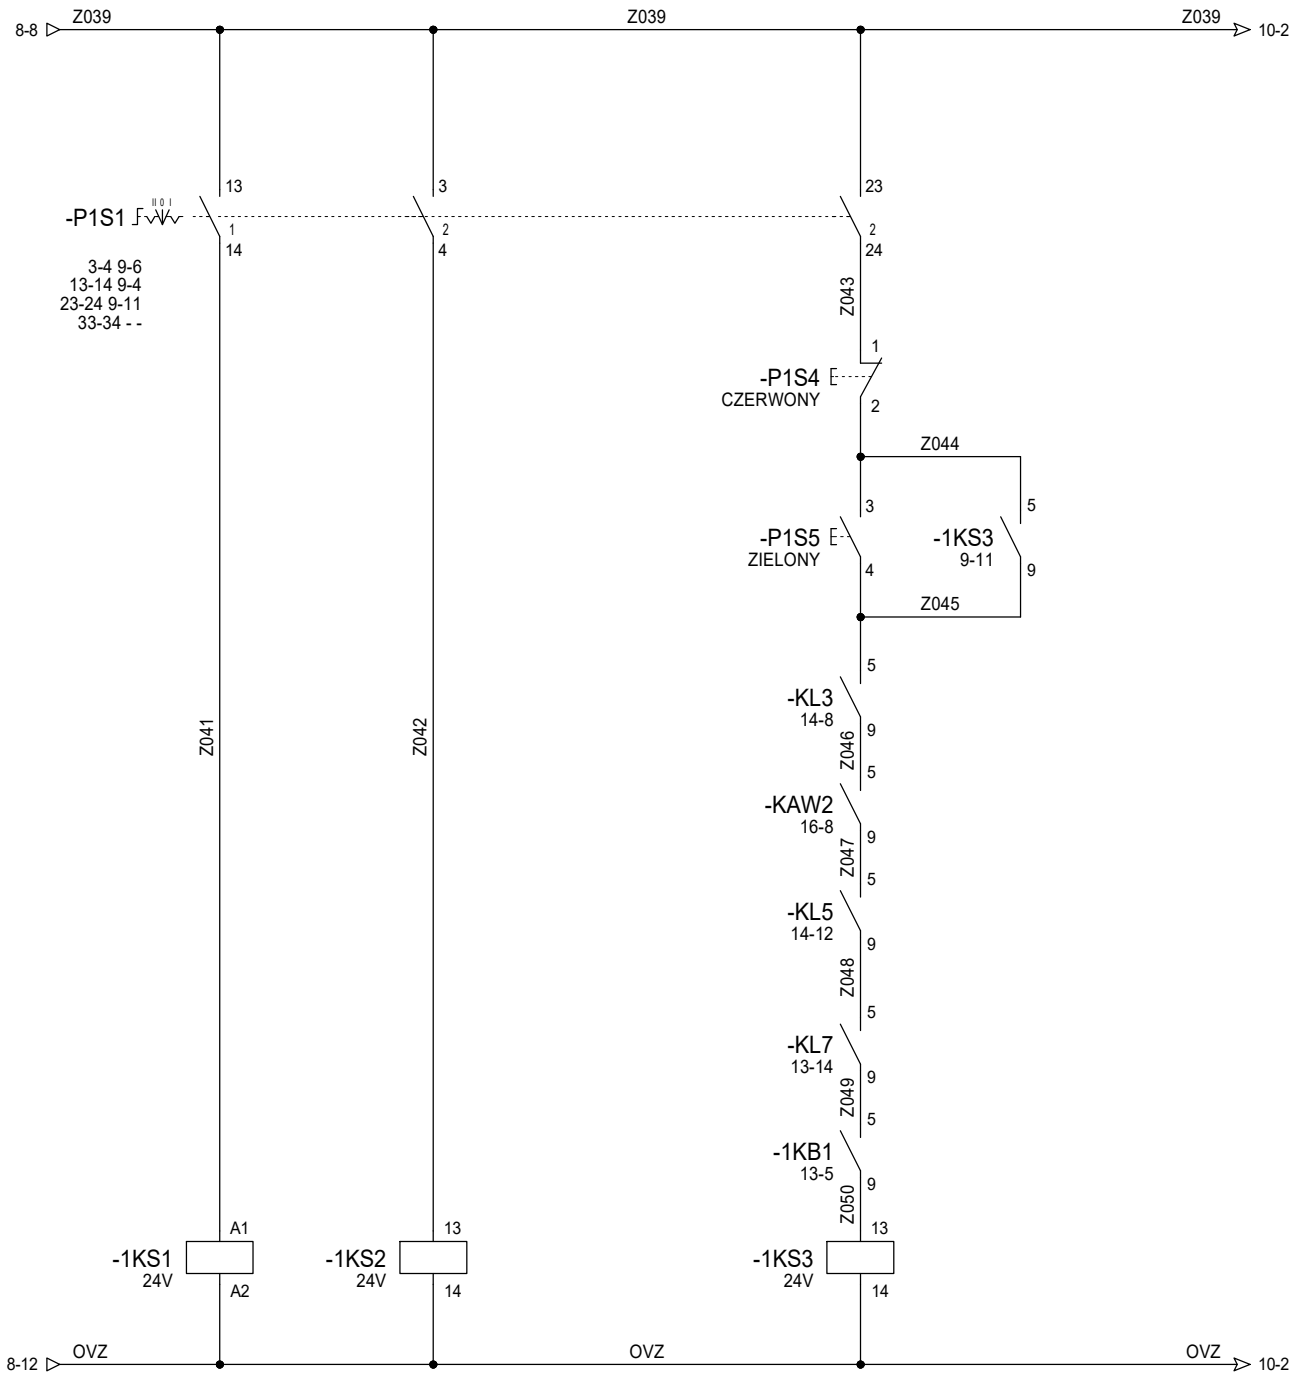 Z039 Z039 Z039
8-8 10-2
13 3 23
II 0 I
-P1S1
1 2 2
14 4 24
3-4 9-6
13-14 9-4
23-24 9-11
33-34 - -
Z043
1
-P1S4
CZERWONY
2
Z044
3 5
-P1S5 -1KS3
ZIELONY 9-11
4 9
Z045
5
-KL3
14-8
9
Z041 Z042 Z046
5
-KAW2
16-8
9
Z047
5
-KL5
14-12
9
Z048
5
-KL7
13-14
9
Z049
5
-1KB1
13-5
9
Z050
A1 13 13
-1KS1 -1KS2 -1KS3
24V 24V 24V
A2 14 14
OVZ OVZ OVZ
8-12 10-2